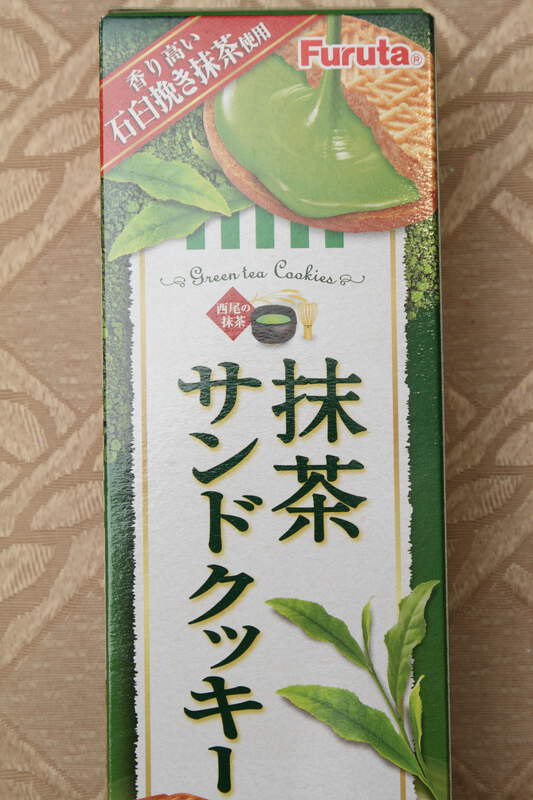 香り高い
石臼挽き抹茶使用
Furuta®
Green tea Cookies
西尾の
抹茶
抹茶
サンドクッキー